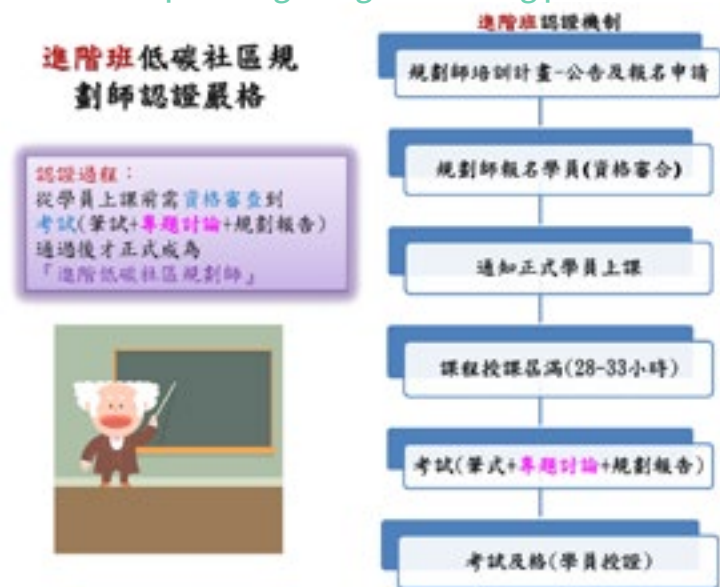 進階班低碳社區規
劃師認證嚴格
認證過程：
從學員上課前需資格審查到
考試(筆試+專題討論+規劃報告)
通過後才正式成為
「進階低碳社區規劃師」
進階班認證機制
規劃師培訓計畫-公告及報名申請
規劃師報名學員(資格審合)
通知正式學員上課
課程授課屆滿(28-33小時)
考試(筆式+專題討論+規劃報告)
考試及格(學員授證)